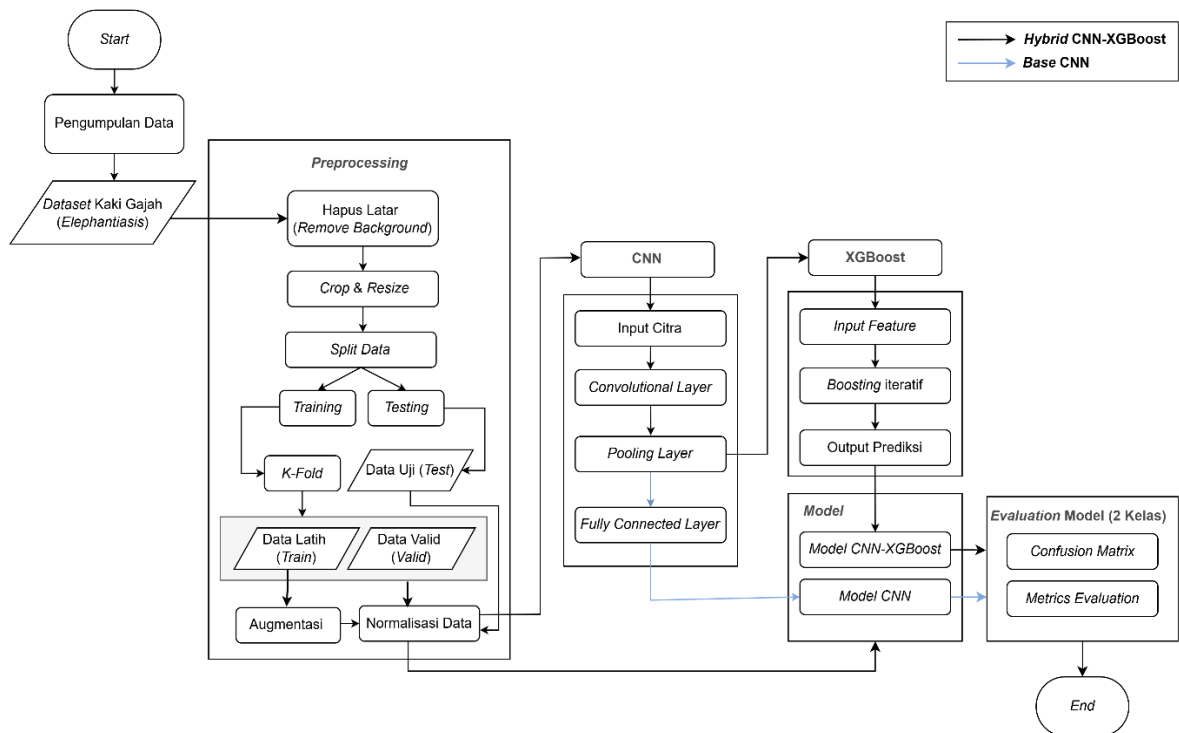 Start
Hybrid CNN-XGBoost
Base CNN
Pengumpulan Data
Dataset Kaki Gajah
(Elephantiasis)
Preprocessing
Hapus Latar
(Remove Background)
Crop & Resize
Split Data
Training
Testing
K-Fold
Data Uji (Test)
Data Latih
(Train)
Data Valid
(Valid)
Augmentasi
Normalisasi Data
CNN
Input Citra
Convolutional Layer
Pooling Layer
Fully Connected Layer
XGBoost
Input Feature
Boosting iteratif
Output Prediksi
Model
Model CNN-XGBoost
Model CNN
Evaluation Model (2 Kelas)
Confusion Matrix
Metrics Evaluation
End